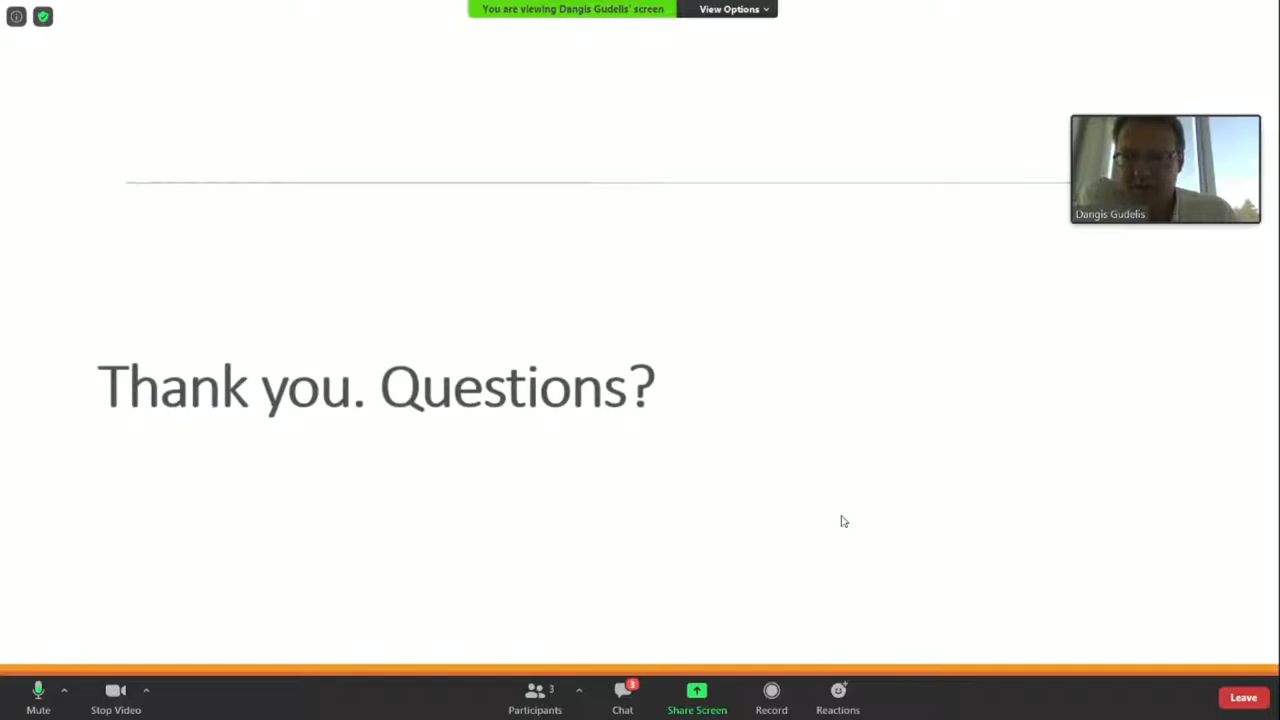 You are viewing Dangis Gudelis' screen
View Options
Dangis Gudelis
Thank you. Questions?
Mute
Stop Video
3
Participants
3
Chat
Share Screen
Record
Reactions
Leave